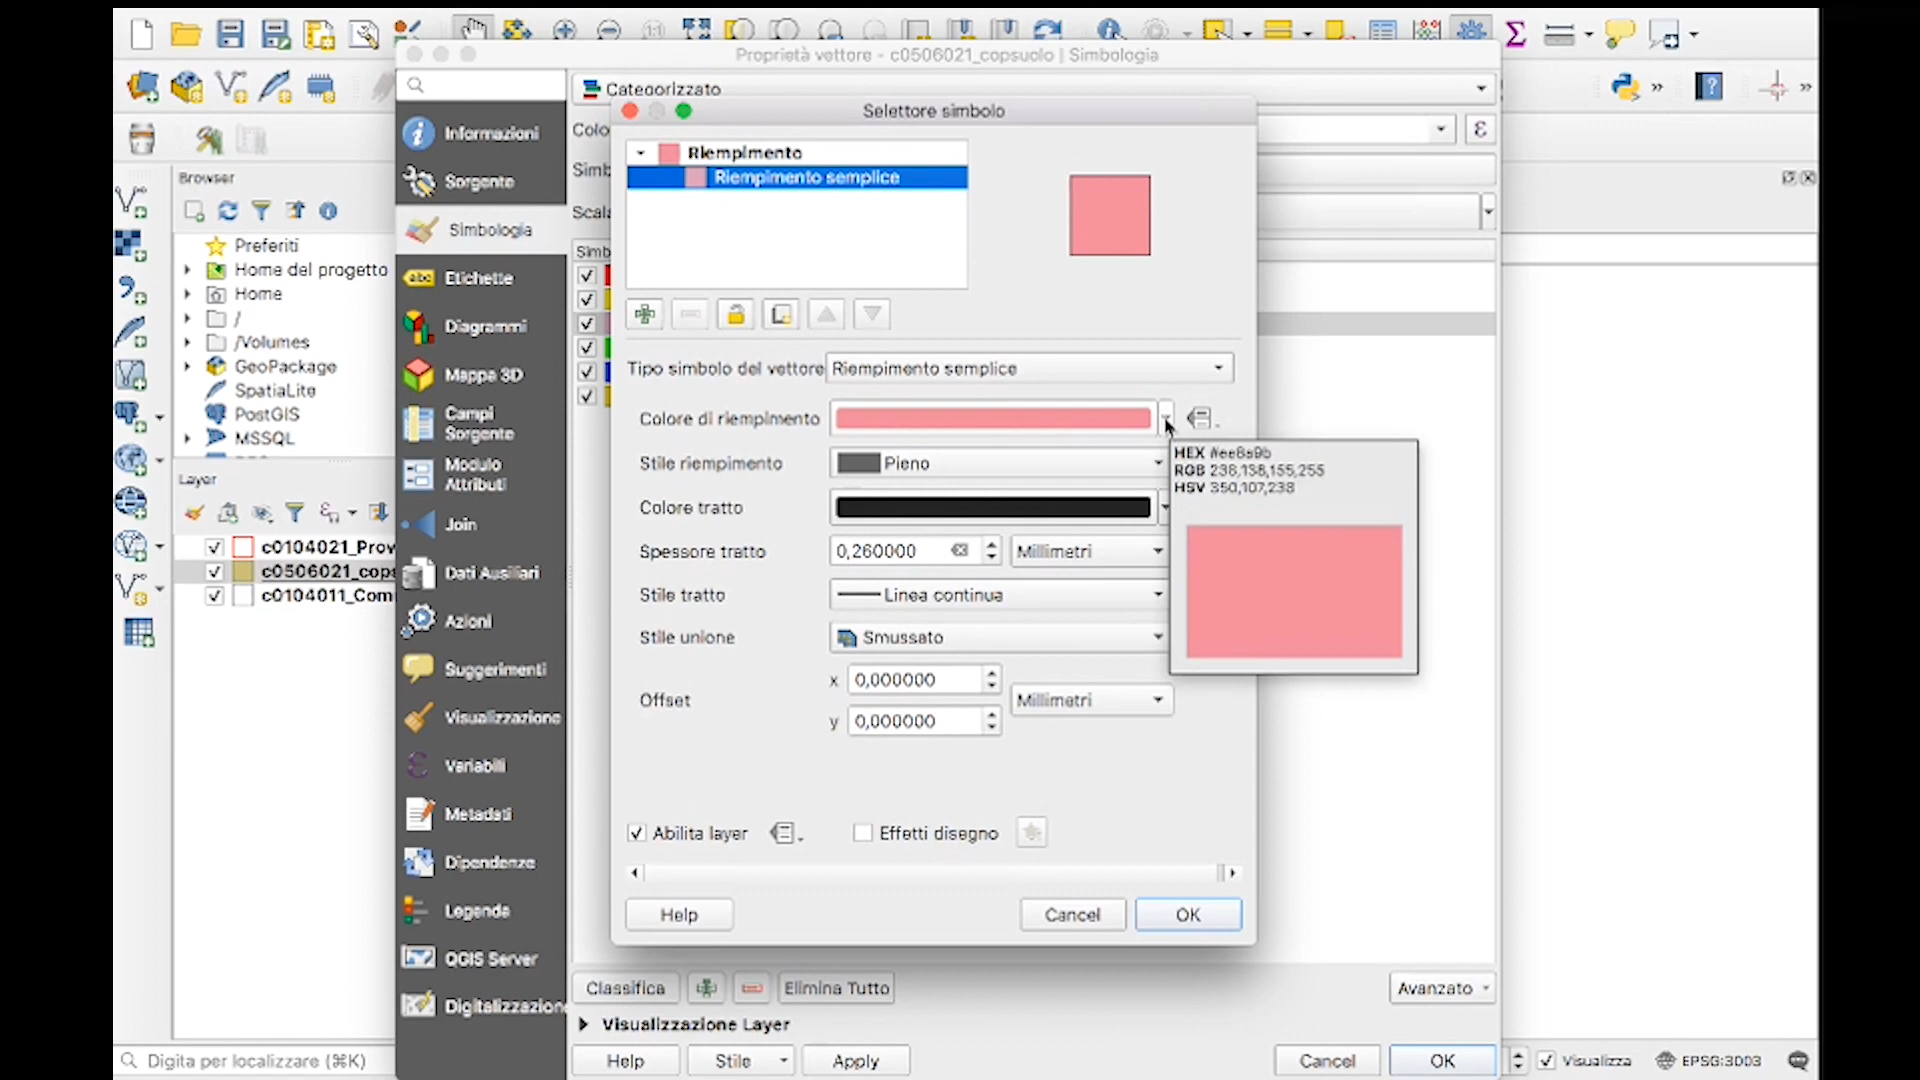 Proprietà vettore - c0506021_copsuolo | Simbologia
Categorizzato
Selettore simbolo
Informazioni
Colo
Riempimento
Browser
Sorgente
Simb
Riempimento semplice
Scala
Simbologia
Preferiti
Simb
Home del progetto
Etichette
Home
/
Diagrammi
/Volumes
GeoPackage
Mappa 3D
Tipo simbolo del vettore
Riempimento semplice
SpatiaLite
PostGIS
Campi
Sorgente
Colore di riempimento
MSSQL
HEX #ee8a9b
RGB 238,138,155,255
HSV 350,107,238
Modulo
Attributi
Stile riempimento
Pieno
Layer
Colore tratto
Join
c0104021_Prov
Spessore tratto
0,260000
Millimetri
c0506021_cops
Dati Ausiliari
c0104011_Com
Stile tratto
Linea continua
Azioni
Stile unione
Smussato
Suggerimenti
x
0,000000
Offset
Millimetri
y
0,000000
Visualizzazione
Variabili
Metadati
Abilita layer
Effetti disegno
Dipendenze
Legenda
Help
Cancel
OK
QGIS Server
Classifica
Elimina Tutto
Avanzato
Digitalizzazione
Visualizzazione Layer
Digita per localizzare (⌘K)
Help
Stile
Apply
Cancel
OK
Visualizza
EPSG:3003